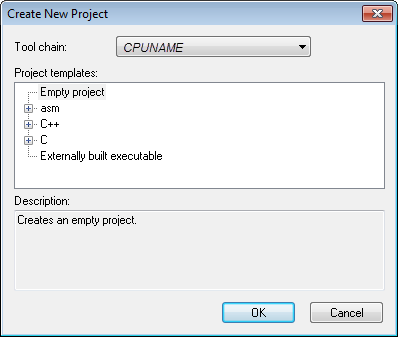 Create New Project
Tool chain: CPUNAME
Project templates:
Empty project
asm
C++
C
Externally built executable
Description:
Creates an empty project.
OK Cancel